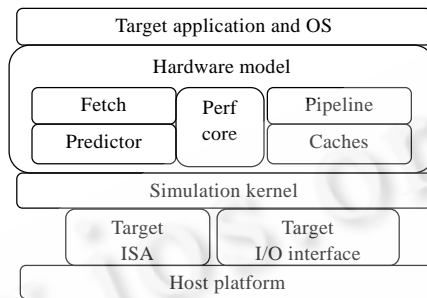 Target application and OS
Hardware model
Fetch
Perf
core
Pipeline
Predictor
Caches
Simulation kernel
Target
ISA
Target
I/O interface
Host platform